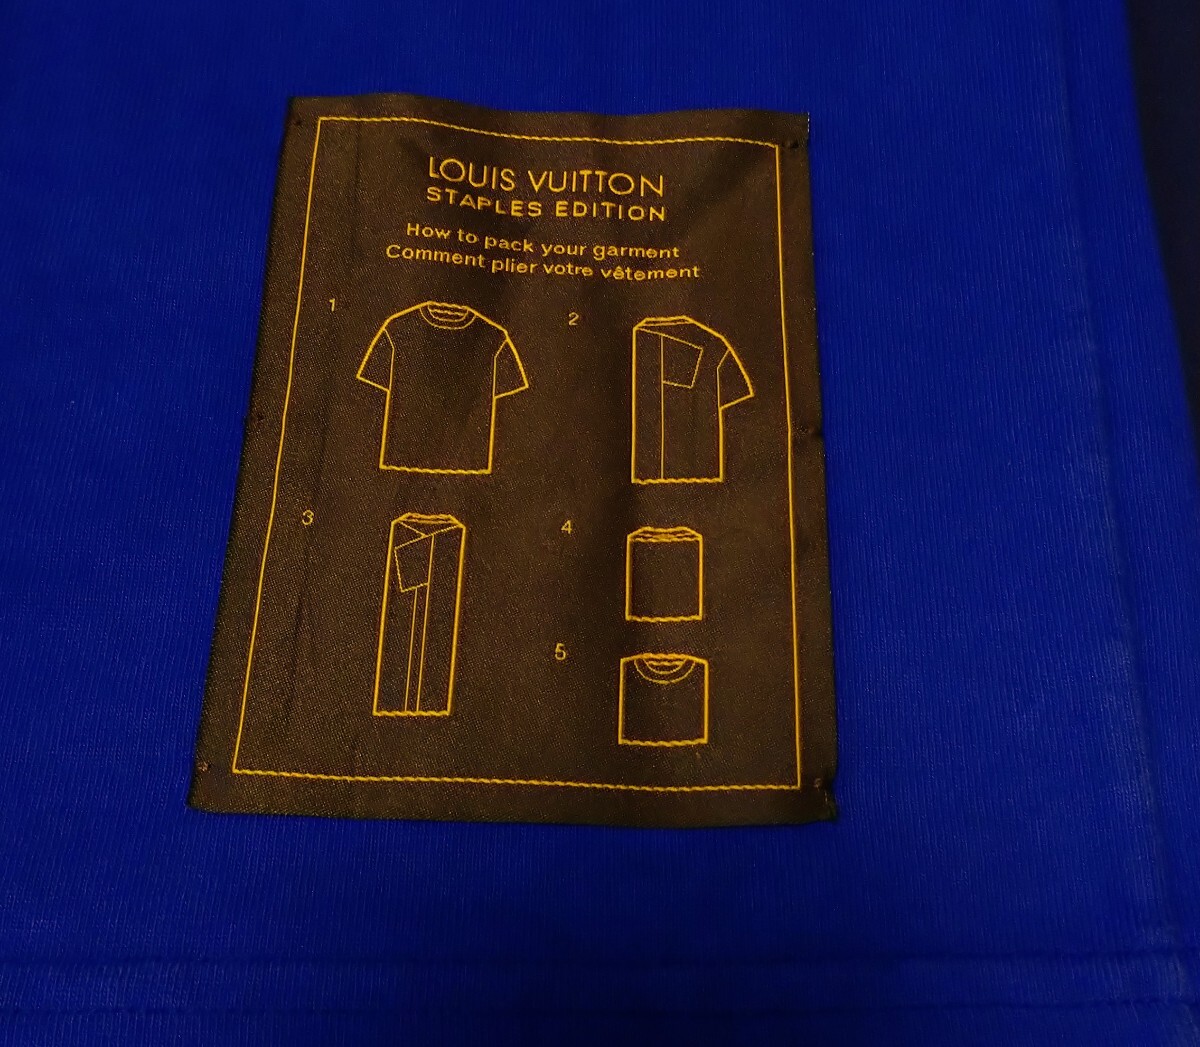 LOUIS VUITTON
STAPLES EDITION
How to pack your garment
Comment plier votre vêtement
1
2
3
4
5